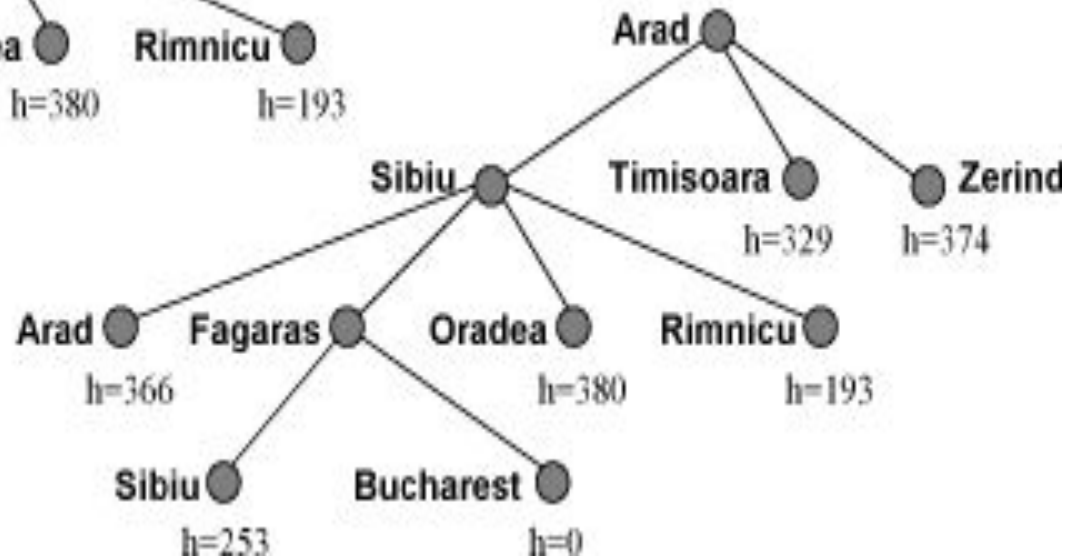 ea
Rimnicu
h=380
h=193
Arad
Sibiu
Timisoara
Zerind
h=329
h=374
Arad
Fagaras
Oradea
Rimnicu
h=366
h=380
h=193
Sibiu
Bucharest
h=253
h=0